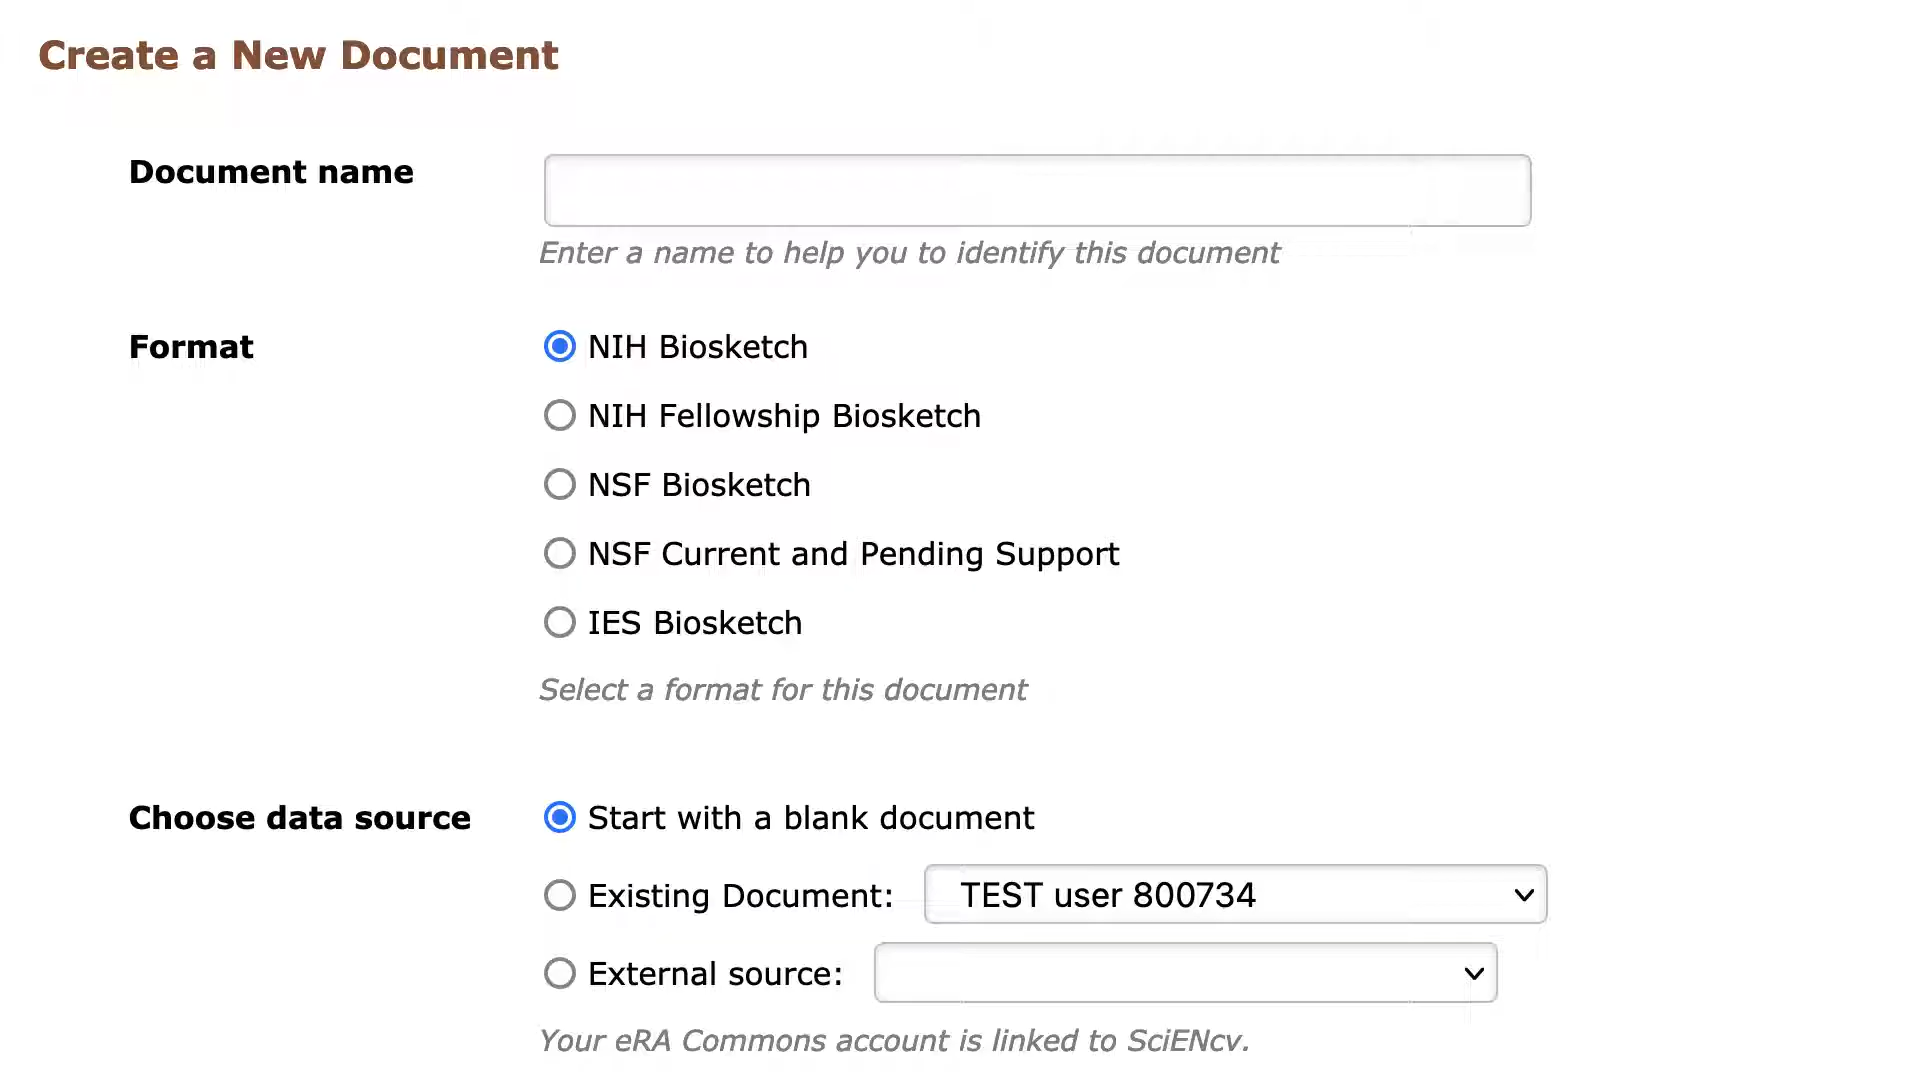 Create a New Document
Document name
Enter a name to help you to identify this document
Format
NIH Biosketch
NIH Fellowship Biosketch
NSF Biosketch
NSF Current and Pending Support
IES Biosketch
Select a format for this document
Choose data source
Start with a blank document
Existing Document: TEST user 800734
External source:
Your eRA Commons account is linked to SciENcv.